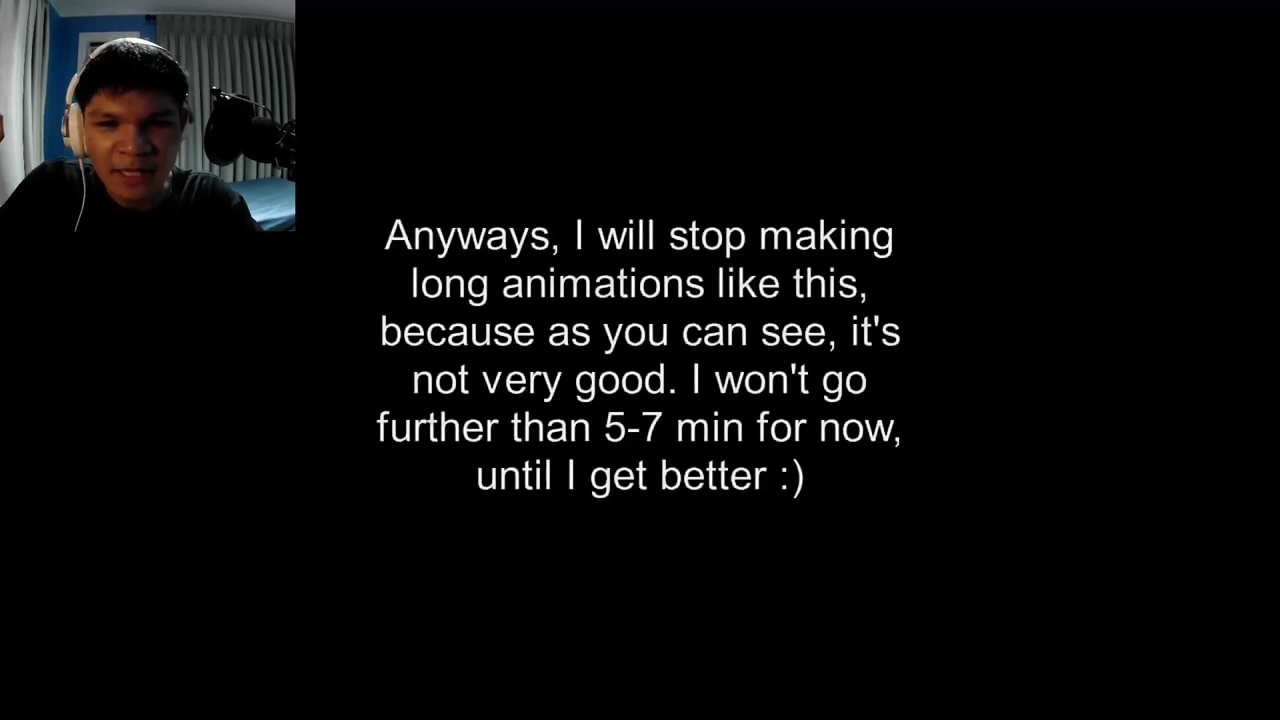 Anyways, I will stop making
long animations like this,
because as you can see, it's
not very good. I won't go
further than 5-7 min for now,
until I get better :)